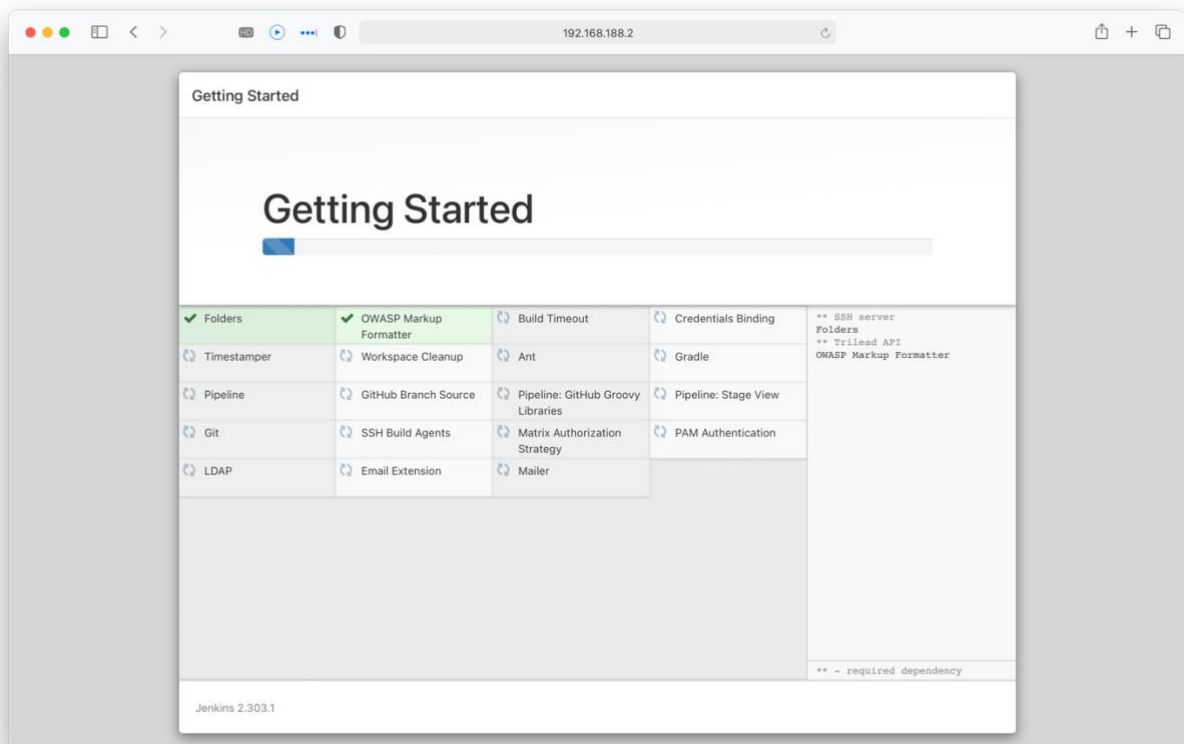 192.168.188.2
Getting Started
Getting Started
Folders
OWASP Markup
Formatter
Build Timeout
Credentials Binding
Timestamper
Workspace Cleanup
Ant
Gradle
Pipeline
GitHub Branch Source
Pipeline: GitHub Groovy
Libraries
Pipeline: Stage View
Git
SSH Build Agents
Matrix Authorization
Strategy
PAM Authentication
LDAP
Email Extension
Mailer
** SSH server
Folders
** Trilead API
OWASP Markup Formatter
** - required dependency
Jenkins 2.303.1